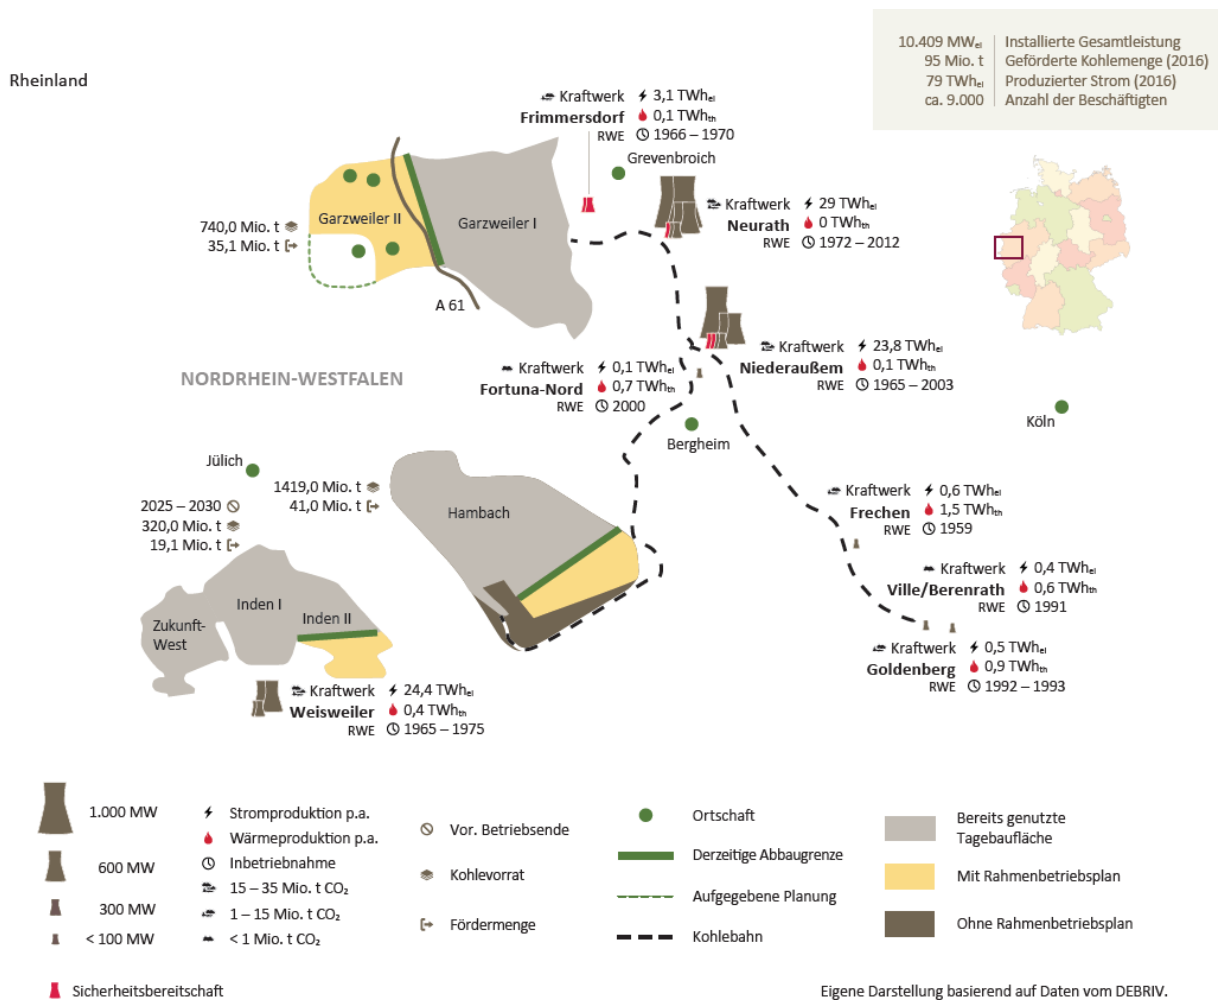 Rheinland
10.409 MWel Installierte Gesamtleistung
95 Mio. t Geförderte Kohlemenge (2016)
79 TWhel Produzierter Strom (2016)
ca. 9.000 Anzahl der Beschäftigten
Kraftwerk 3,1 TWhel
Frimmersdorf 0,1 TWhth
RWE 1966 – 1970
Grevenbroich
Kraftwerk 29 TWhel
Neurath 0 TWhth
RWE 1972 – 2012
Garzweiler II
Garzweiler I
740,0 Mio. t
35,1 Mio. t
A 61
Kraftwerk 23,8 TWhel
Niederaußem 0,1 TWhth
RWE 1965 – 2003
Kraftwerk 0,1 TWhel
Fortuna-Nord 0,7 TWhth
RWE 2000
NORDRHEIN-WESTFALEN
Köln
Bergheim
Jülich
1419,0 Mio. t
41,0 Mio. t
Hambach
2025 – 2030
320,0 Mio. t
19,1 Mio. t
Kraftwerk 0,6 TWhel
Frechen 1,5 TWhth
RWE 1959
Kraftwerk 0,4 TWhel
Ville/Berenrath 0,6 TWhth
RWE 1991
Inden I
Inden II
Zukunft-
West
Kraftwerk 0,5 TWhel
Goldenberg 0,9 TWhth
RWE 1992 – 1993
Kraftwerk 24,4 TWhel
Weisweiler 0,4 TWhth
RWE 1965 – 1975
1.000 MW
600 MW
300 MW
< 100 MW
Sicherheitsbereitschaft
Stromproduktion p.a.
Wärmeproduktion p.a.
Inbetriebnahme
15 – 35 Mio. t CO₂
1 – 15 Mio. t CO₂
< 1 Mio. t CO₂
Vor. Betriebsende
Kohlevorrat
Fördermenge
Ortschaft
Derzeitige Abbaugrenze
Aufgegebene Planung
Kohlebahn
Bereits genutzte
Tagebaufläche
Mit Rahmenbetriebsplan
Ohne Rahmenbetriebsplan
Eigene Darstellung basierend auf Daten vom DEBRIV.